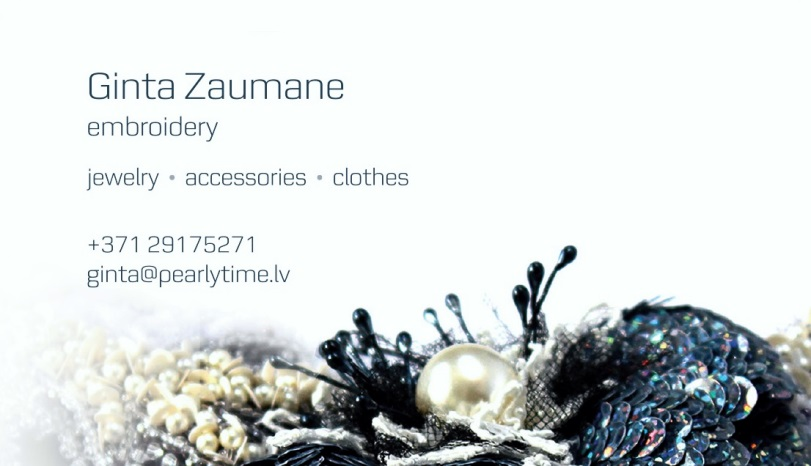 Ginta Zaumane
embroidery
jewelry • accessories • clothes
+371 29175271
ginta@pearlytime.lv